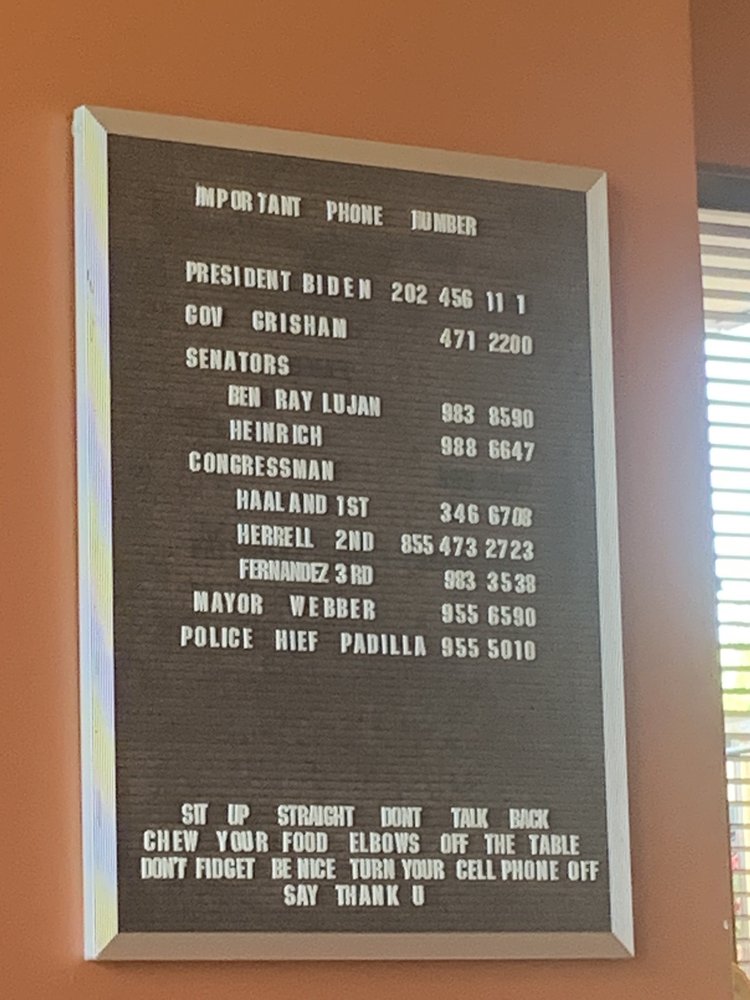 IMPORTANT PHONE NUMBER
PRESIDENT BIDEN 202 456 11 1
GOV GRISHAM 471 2200
SENATORS
BEN RAY LUJAN 983 8590
HEINRICH 988 6647
CONGRESSMAN
HAALAND 1ST 346 6708
HERRELL 2ND 855 473 2723
FERNANDEZ 3RD 983 3538
MAYOR WEBBER 955 6590
POLICE HIEF PADILLA 955 5010
SIT UP STRAIGHT DONT TALK BACK
CHEW YOUR FOOD ELBOWS OFF THE TABLE
DON'T FIDGET BE NICE TURN YOUR CELL PHONE OFF
SAY THANK U